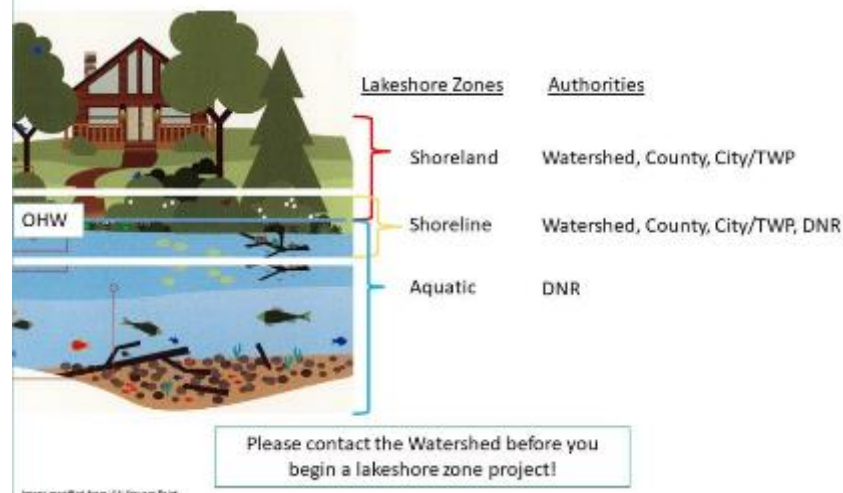 Lakeshore Zones Authorities
Shoreland Watershed, County, City/TWP
OHW
Shoreline Watershed, County, City/TWP, DNR
Aquatic DNR
Please contact the Watershed before you
begin a lakeshore zone project!